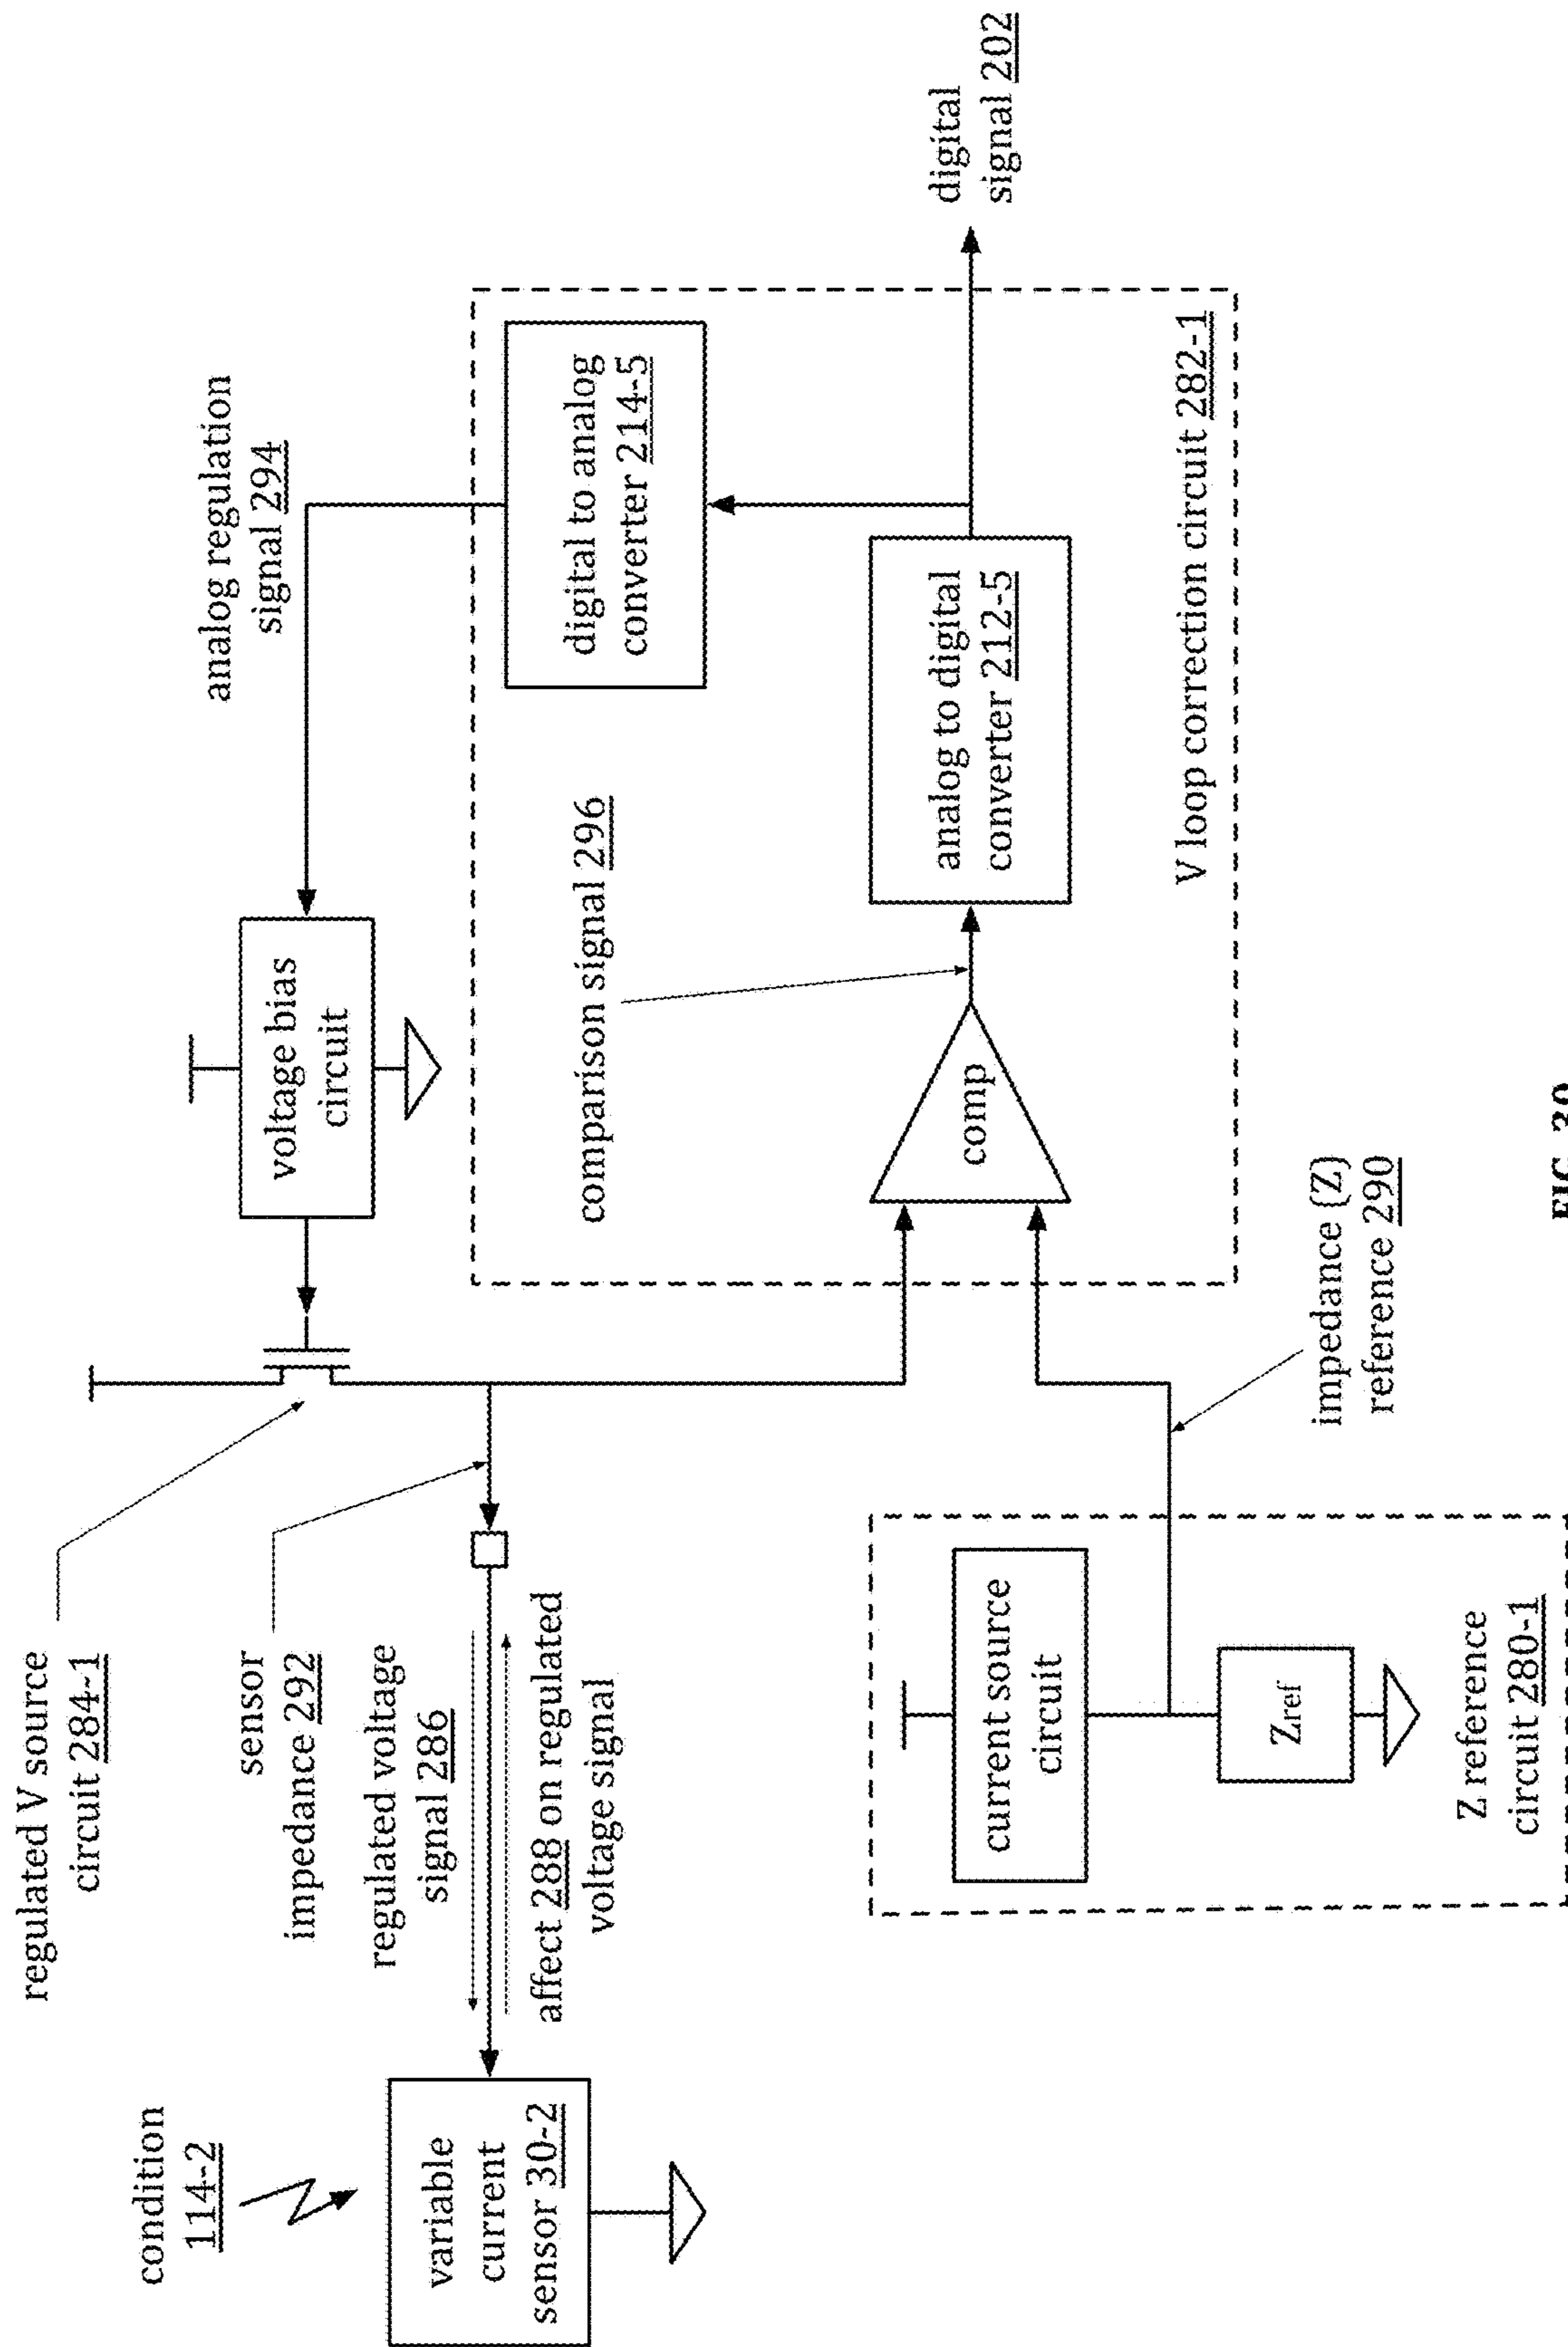 regulated V source
circuit 284-1
analog regulation
signal 294
voltage bias
circuit
condition
114-2
sensor
impedance 292
regulated voltage
signal 286
affect 288 on regulated
voltage signal
variable
current
sensor 30-2
comparison signal 296
digital to analog
converter 214-5
comp
analog to digital
converter 212-5
digital
signal 202
V loop correction circuit 282-1
current source
circuit
Zref
Z reference
circuit 280-1
impedance (Z)
reference 290
FIG.